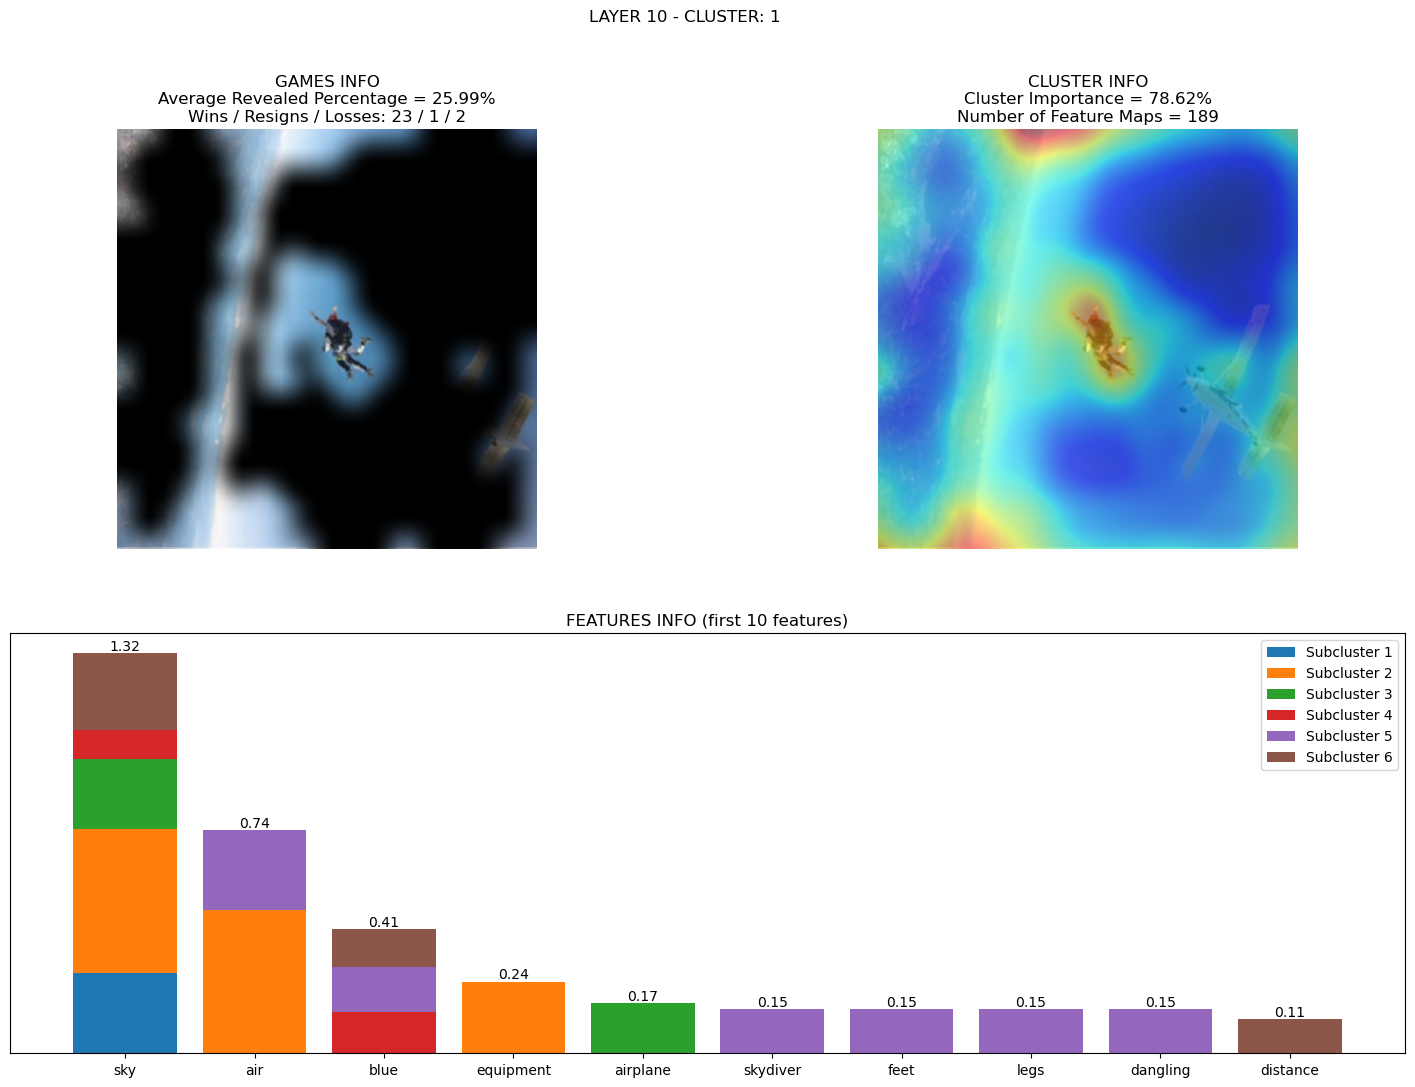 LAYER 10 - CLUSTER: 1
GAMES INFO
Average Revealed Percentage = 25.99%
Wins / Resigns / Losses: 23 / 1 / 2
CLUSTER INFO
Cluster Importance = 78.62%
Number of Feature Maps = 189
FEATURES INFO (first 10 features)
1.32
0.74
0.41
0.24
0.17
0.15
0.15
0.15
0.15
0.11
Subcluster 1
Subcluster 2
Subcluster 3
Subcluster 4
Subcluster 5
Subcluster 6
sky
air
blue
equipment
airplane
skydiver
feet
legs
dangling
distance